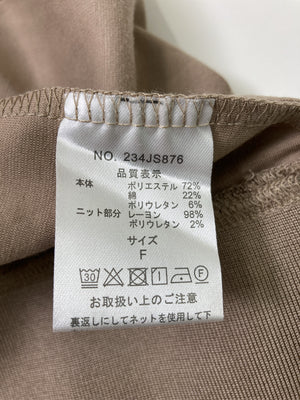 NO. 234JS876
品質表示
本体 ポリエステル 72%
綿 22%
ポリウレタン 6%
ニット部分 レーヨン 98%
ポリウレタン 2%
サイズ
F
30 F
お取扱い上のご注意
裏返しにしてネットを使用して